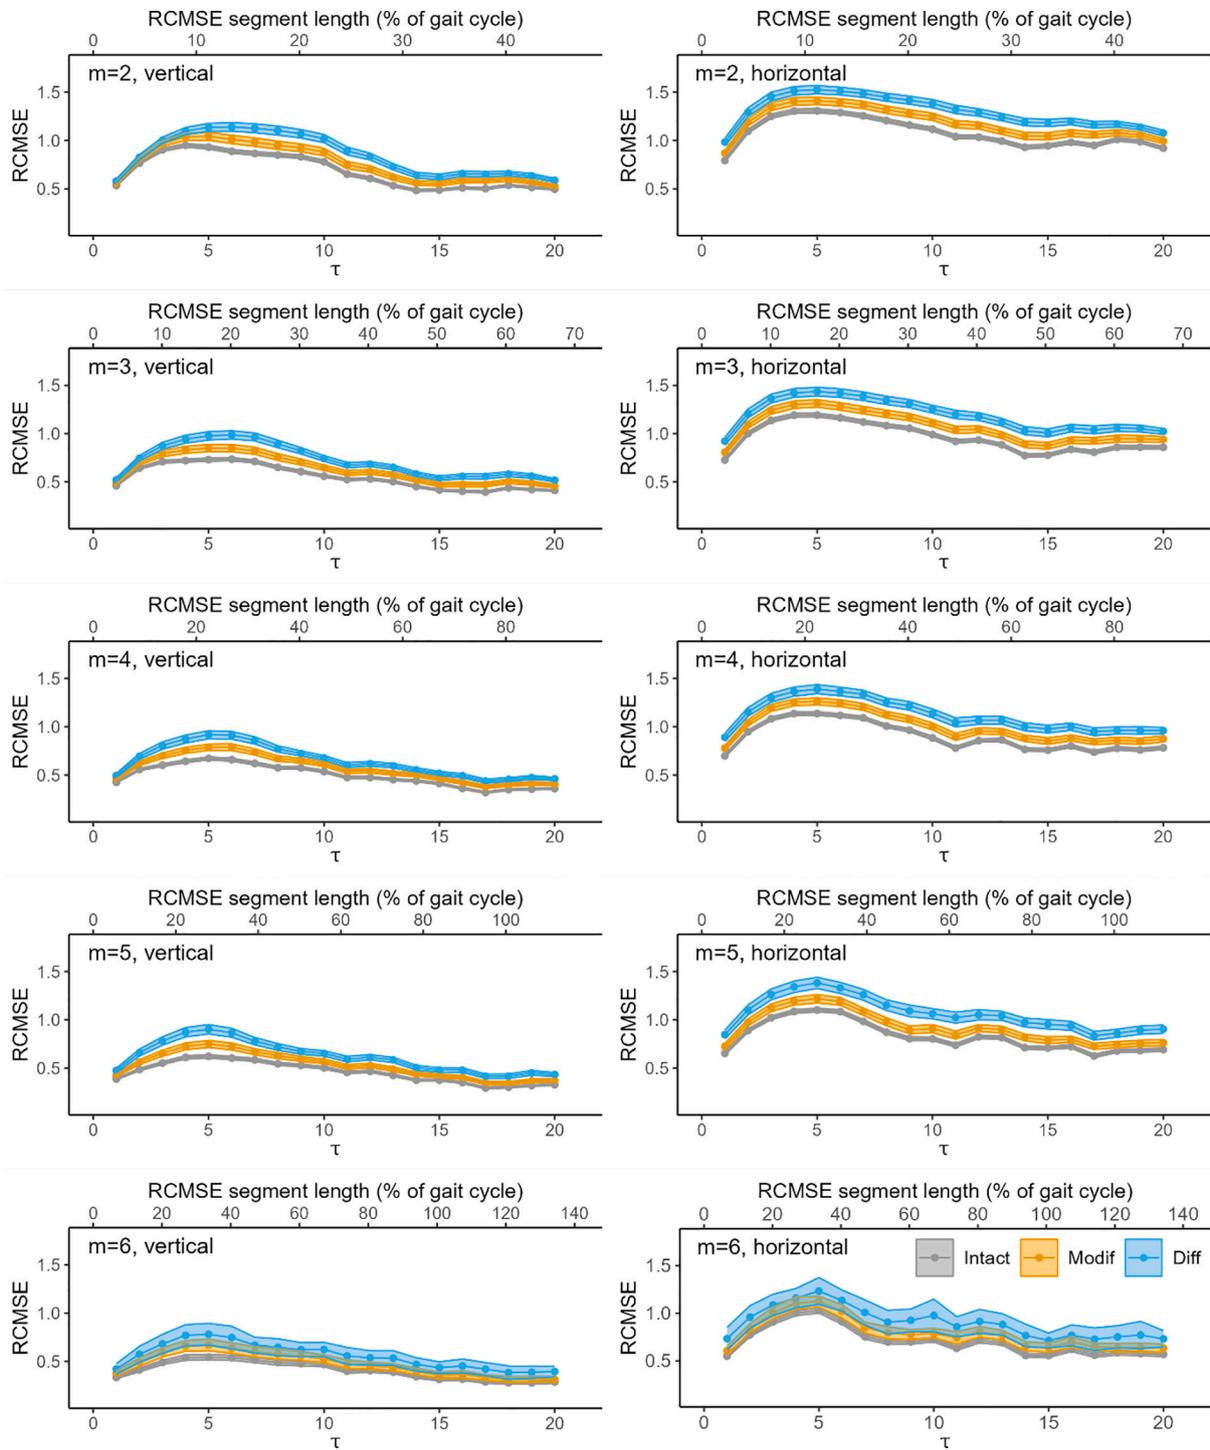 RCMSE segment length (% of gait cycle)
0 10 20 30 40
m=2, vertical
RCMSE
1.5
1.0
0.5
0 5 10 15 20
τ
RCMSE segment length (% of gait cycle)
0 10 20 30 40
m=2, horizontal
RCMSE
1.5
1.0
0.5
0 5 10 15 20
τ
RCMSE segment length (% of gait cycle)
0 10 20 30 40 50 60 70
m=3, vertical
RCMSE
1.5
1.0
0.5
0 5 10 15 20
τ
RCMSE segment length (% of gait cycle)
0 10 20 30 40 50 60 70
m=3, horizontal
RCMSE
1.5
1.0
0.5
0 5 10 15 20
τ
RCMSE segment length (% of gait cycle)
0 20 40 60 80
m=4, vertical
RCMSE
1.5
1.0
0.5
0 5 10 15 20
τ
RCMSE segment length (% of gait cycle)
0 20 40 60 80
m=4, horizontal
RCMSE
1.5
1.0
0.5
0 5 10 15 20
τ
RCMSE segment length (% of gait cycle)
0 20 40 60 80 100
m=5, vertical
RCMSE
1.5
1.0
0.5
0 5 10 15 20
τ
RCMSE segment length (% of gait cycle)
0 20 40 60 80 100
m=5, horizontal
RCMSE
1.5
1.0
0.5
0 5 10 15 20
τ
RCMSE segment length (% of gait cycle)
0 20 40 60 80 100 120 140
m=6, vertical
RCMSE
1.5
1.0
0.5
0 5 10 15 20
τ
RCMSE segment length (% of gait cycle)
0 20 40 60 80 100 120 140
m=6, horizontal
Intact Modif Diff
RCMSE
1.5
1.0
0.5
0 5 10 15 20
τ